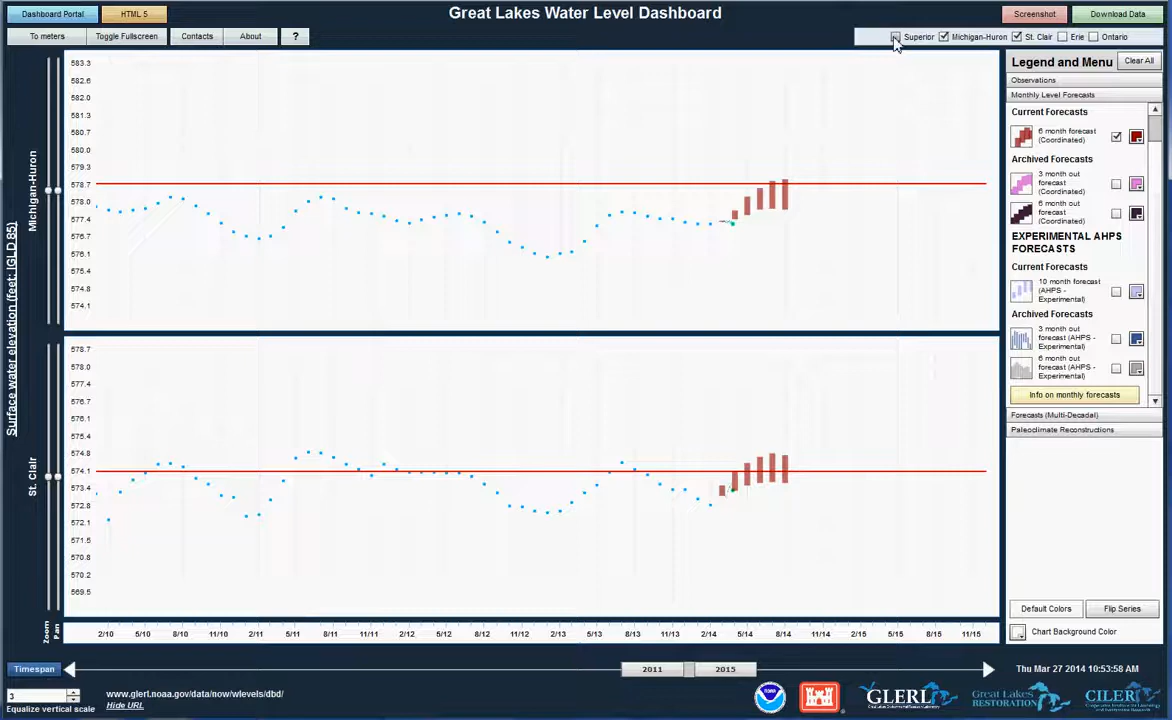 Dashboard Portal
HTML 5
Great Lakes Water Level Dashboard
Screenshot
Download Data
To meters
Toggle Fullscreen
Contacts
About
?
Superior
Michigan-Huron
St. Clair
Erie
Ontario
Surface water elevation (feet: IGLD 85)
Michigan-Huron
583.3
582.6
582.0
581.3
580.7
580.0
579.3
578.7
578.0
577.4
576.7
576.1
575.4
574.8
574.1
St. Clair
578.7
578.0
577.4
576.7
576.1
575.4
574.8
574.1
573.4
572.8
572.1
571.5
570.8
570.2
569.5
Zoom
Pan
2/10 5/10 8/10 11/10 2/11 5/11 8/11 11/11 2/12 5/12 8/12 11/12 2/13 5/13 8/13 11/13 2/14 5/14 8/14 11/14 2/15 5/15 8/15 11/15
Legend and Menu
Clear All
Observations
Monthly Level Forecasts
Current Forecasts
6 month forecast
(Coordinated)
Archived Forecasts
3 month out
forecast
(Coordinated)
6 month out
forecast
(Coordinated)
EXPERIMENTAL AHPS
FORECASTS
Current Forecasts
10 month forecast
(AHPS -
Experimental)
Archived Forecasts
3 month out
forecast (AHPS -
Experimental)
6 month out
forecast (AHPS -
Experimental)
Info on monthly forecasts
Forecasts (Multi-Decadal)
Paleoclimate Reconstructions
Default Colors
Flip Series
Chart Background Color
Timespan
2011
2015
Thu Mar 27 2014 10:53:58 AM
3
Equalize vertical scale
www.glerl.noaa.gov/data/now/wlevels/dbd/
Hide URL
NOAA
GLERL
Great Lakes
RESTORATION
CILER